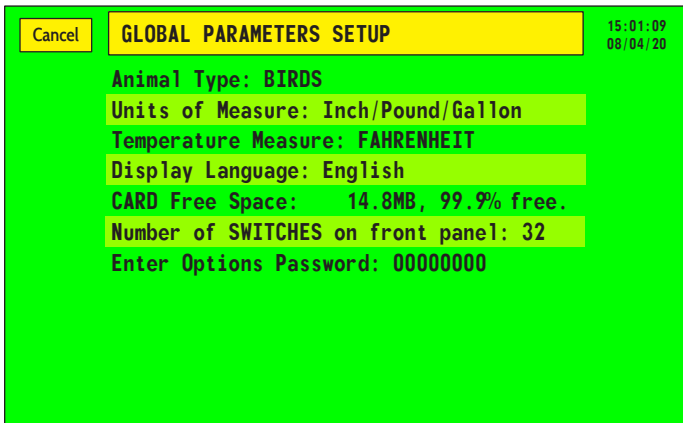 Cancel
GLOBAL PARAMETERS SETUP
15:01:09
08/04/20
Animal Type: BIRDS
Units of Measure: Inch/Pound/Gallon
Temperature Measure: FAHRENHEIT
Display Language: English
CARD Free Space: 14.8MB, 99.9% free.
Number of SWITCHES on front panel: 32
Enter Options Password: 00000000